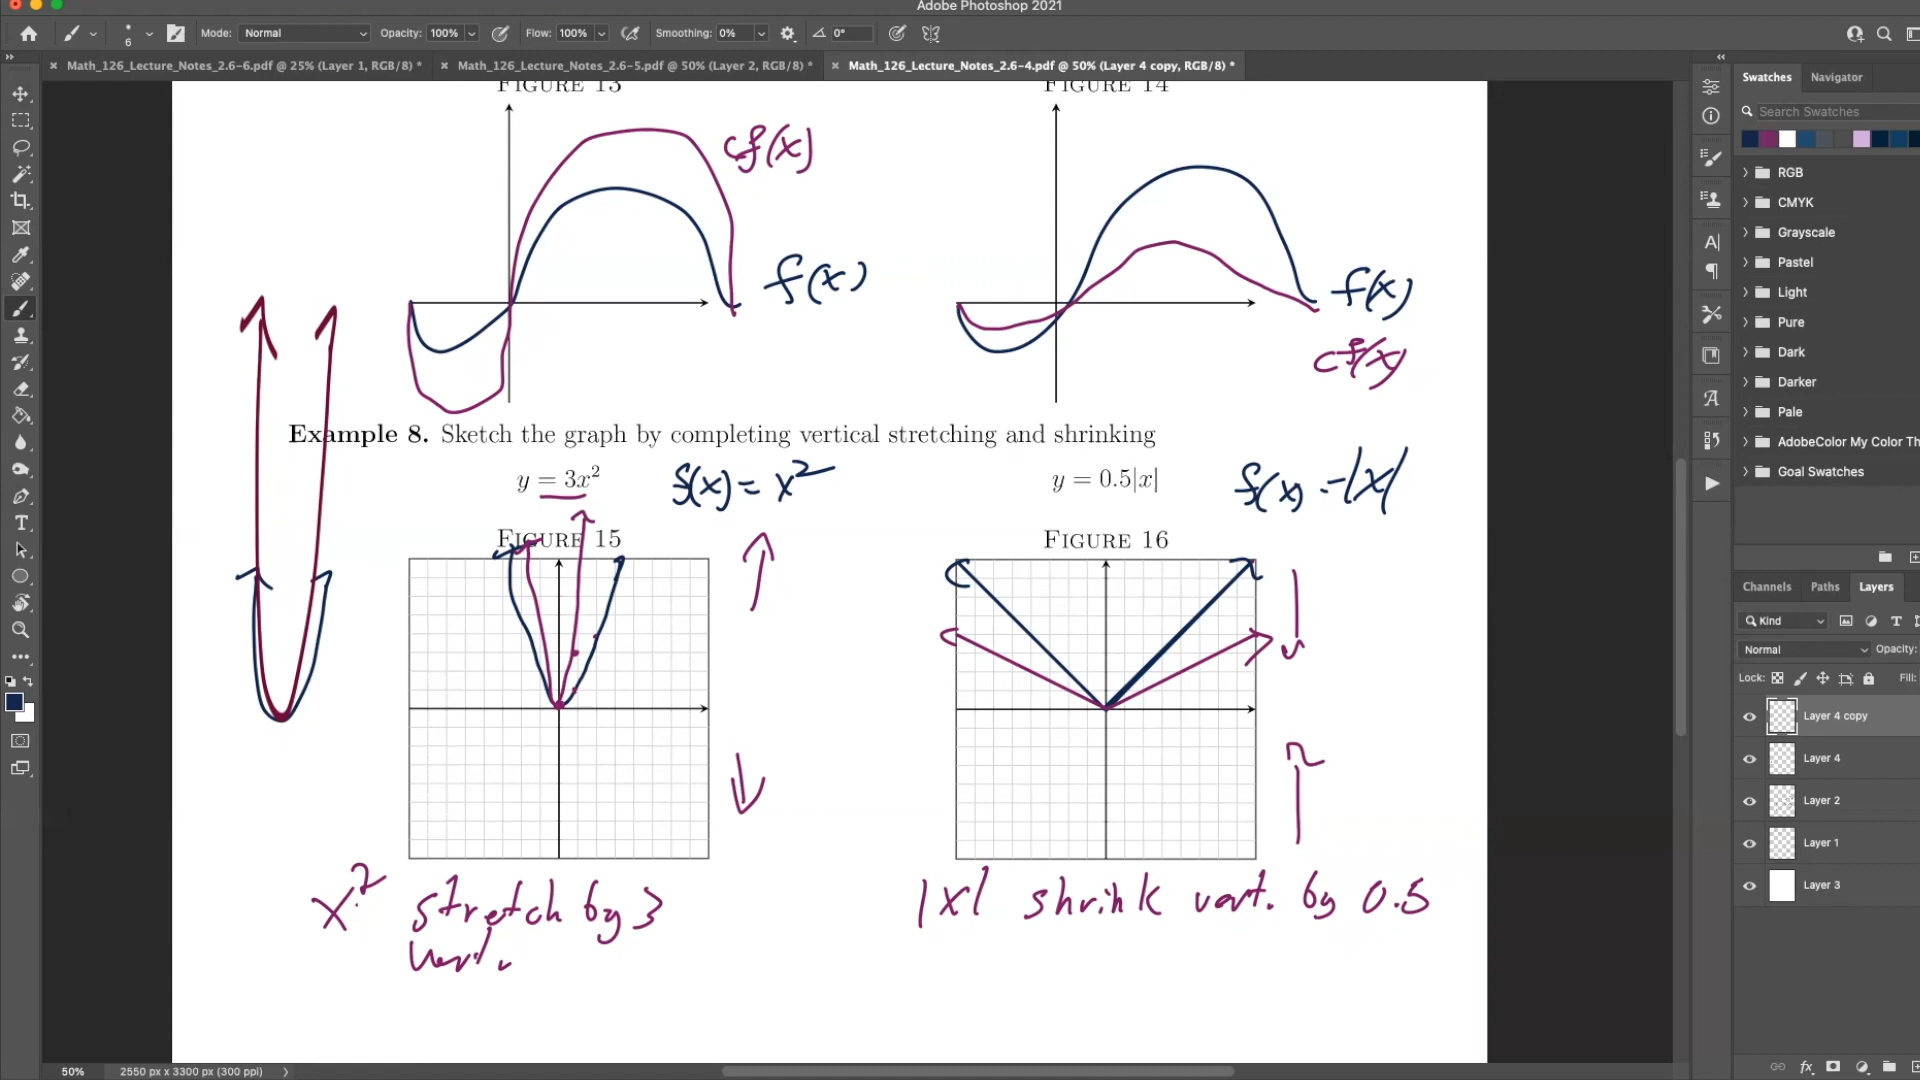 Adobe Photoshop 2021
6 Mode: Normal Opacity: 100% Flow: 100% Smoothing: 0% 0°
Math_126_Lecture_Notes_2.6-6.pdf @ 25% (Layer 1, RGB/8) * Math_126_Lecture_Notes_2.6-5.pdf @ 50% (Layer 2, RGB/8) * Math_126_Lecture_Notes_2.6-4.pdf @ 50% (Layer 4 copy, RGB/8) *
FIGURE 13 FIGURE 14
cf(x)
f(x)
f(x)
cf(x)
Example 8. Sketch the graph by completing vertical stretching and shrinking
y = 3x² f(x) = x² y = 0.5|x| f(x) = |x|
FIGURE 15 FIGURE 16
x² stretch by 3
vert.
|x| shrink vert. by 0.5
50% 2550 px x 3300 px (300 ppi)
Swatches Navigator
Search Swatches
RGB
CMYK
Grayscale
Pastel
Light
Pure
Dark
Darker
Pale
AdobeColor My Color Th
Goal Swatches
Channels Paths Layers
Kind
Normal Opacity:
Lock: Fill:
Layer 4 copy
Layer 4
Layer 2
Layer 1
Layer 3